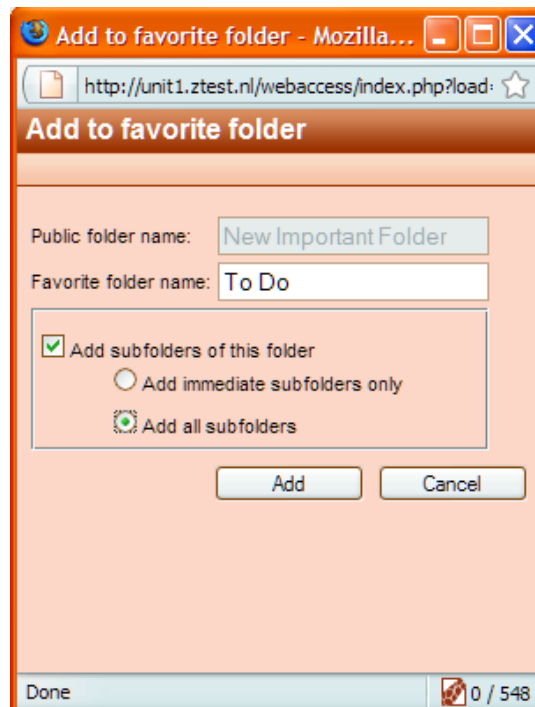 Add to favorite folder - Mozilla...
http://unit1.ztest.nl/webaccess/index.php?load=
Add to favorite folder
Public folder name: New Important Folder
Favorite folder name: To Do
Add subfolders of this folder
Add immediate subfolders only
Add all subfolders
Add Cancel
Done 0 / 548